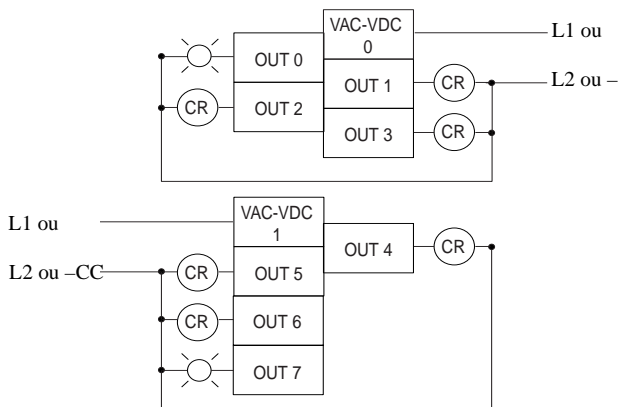 VAC-VDC
0
L1 ou
OUT 0
OUT 1
CR
L2 ou –
CR
OUT 2
OUT 3
CR
L1 ou
VAC-VDC
1
OUT 4
CR
L2 ou –CC
CR
OUT 5
CR
OUT 6
OUT 7